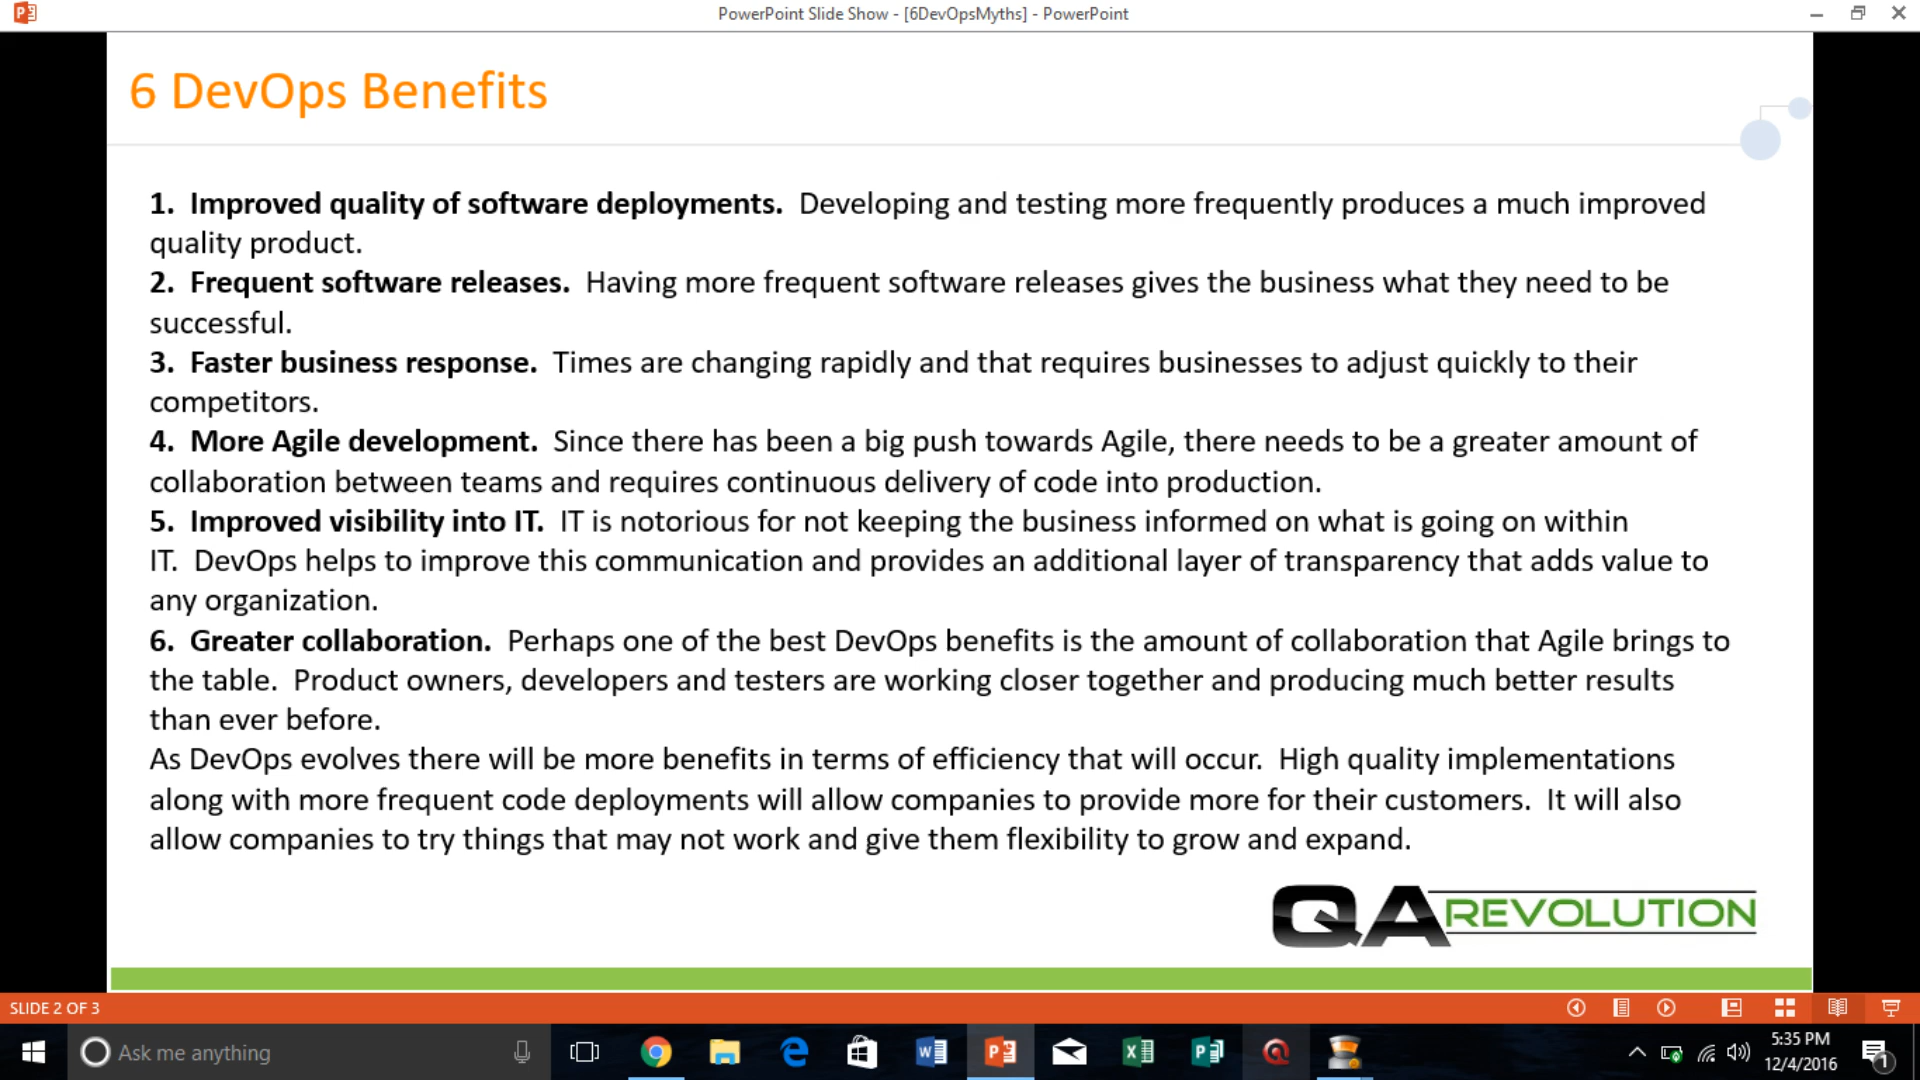 PowerPoint Slide Show - [6DevOpsMyths] - PowerPoint
6 DevOps Benefits
1. Improved quality of software deployments. Developing and testing more frequently produces a much improved
quality product.
2. Frequent software releases. Having more frequent software releases gives the business what they need to be
successful.
3. Faster business response. Times are changing rapidly and that requires businesses to adjust quickly to their
competitors.
4. More Agile development. Since there has been a big push towards Agile, there needs to be a greater amount of
collaboration between teams and requires continuous delivery of code into production.
5. Improved visibility into IT. IT is notorious for not keeping the business informed on what is going on within
IT. DevOps helps to improve this communication and provides an additional layer of transparency that adds value to
any organization.
6. Greater collaboration. Perhaps one of the best DevOps benefits is the amount of collaboration that Agile brings to
the table. Product owners, developers and testers are working closer together and producing much better results
than ever before.
As DevOps evolves there will be more benefits in terms of efficiency that will occur. High quality implementations
along with more frequent code deployments will allow companies to provide more for their customers. It will also
allow companies to try things that may not work and give them flexibility to grow and expand.
QA REVOLUTION
SLIDE 2 OF 3
Ask me anything
5:35 PM
12/4/2016
1